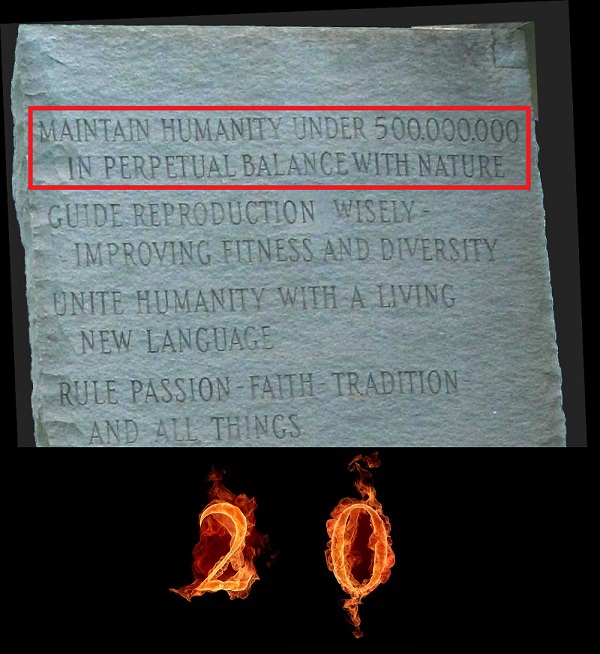 MAINTAIN HUMANITY UNDER 500,000,000
IN PERPETUAL BALANCE WITH NATURE
GUIDE REPRODUCTION WISELY-
IMPROVING FITNESS AND DIVERSITY
UNITE HUMANITY WITH A LIVING
NEW LANGUAGE
RULE PASSION-FAITH-TRADITION
AND ALL THINGS
2 0